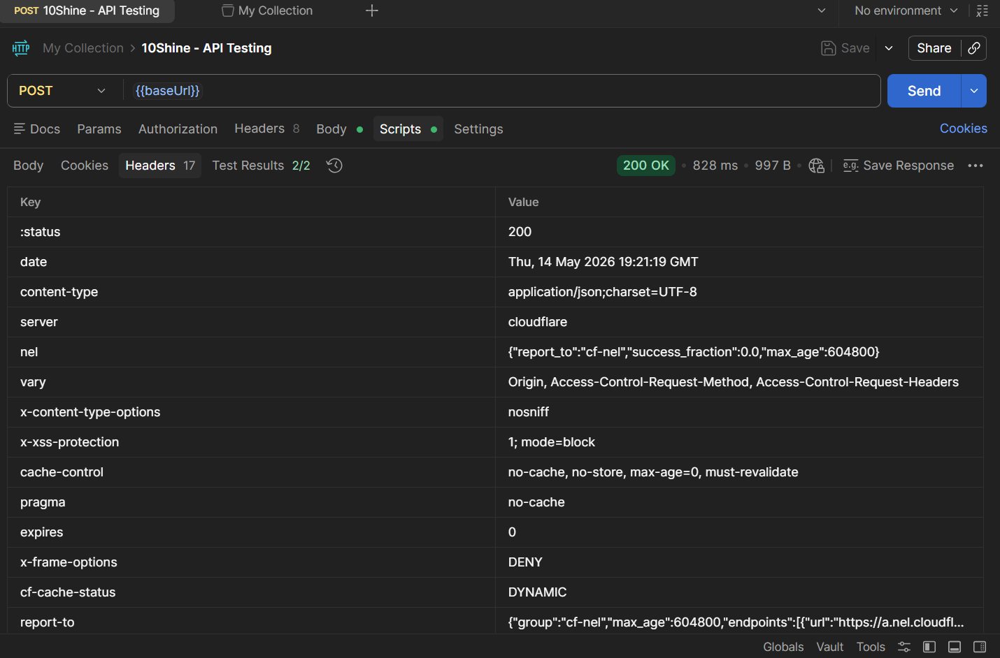 POST 10Shine - API Testing My Collection No environment
HTTP My Collection > 10Shine - API Testing Save Share
POST {{baseUrl}} Send
Docs Params Authorization Headers 8 Body Scripts Settings Cookies
Body Cookies Headers 17 Test Results 2/2 200 OK 828 ms 997 B e.g. Save Response
Key Value
:status 200
date Thu, 14 May 2026 19:21:19 GMT
content-type application/json;charset=UTF-8
server cloudflare
nel {"report_to":"cf-nel","success_fraction":0.0,"max_age":604800}
vary Origin, Access-Control-Request-Method, Access-Control-Request-Headers
x-content-type-options nosniff
x-xss-protection 1; mode=block
cache-control no-cache, no-store, max-age=0, must-revalidate
pragma no-cache
expires 0
x-frame-options DENY
cf-cache-status DYNAMIC
report-to {"group":"cf-nel","max_age":604800,"endpoints":[{"url":"https://a.nel.cloudfl...
Globals Vault Tools